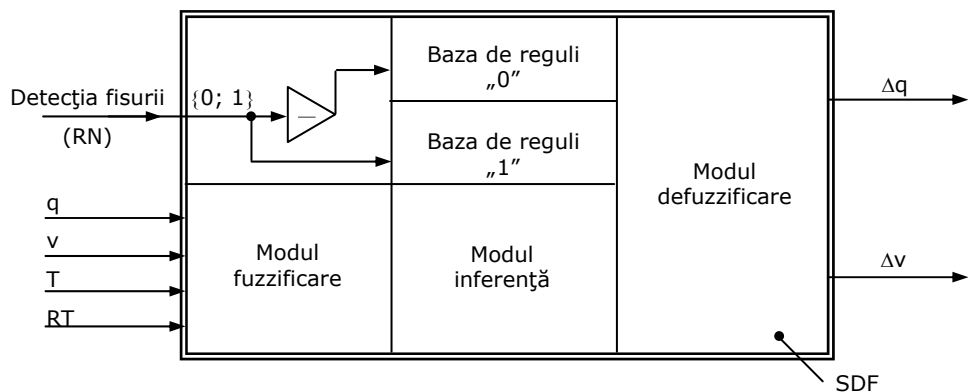 Baza de reguli
„0”
Detecţia fisurii
{0; 1}
(RN)
—
Δq
Baza de reguli
„1”
Modul
defuzzificare
q
v
T
RT
Modul
fuzzificare
Modul
inferenţă
Δv
SDF